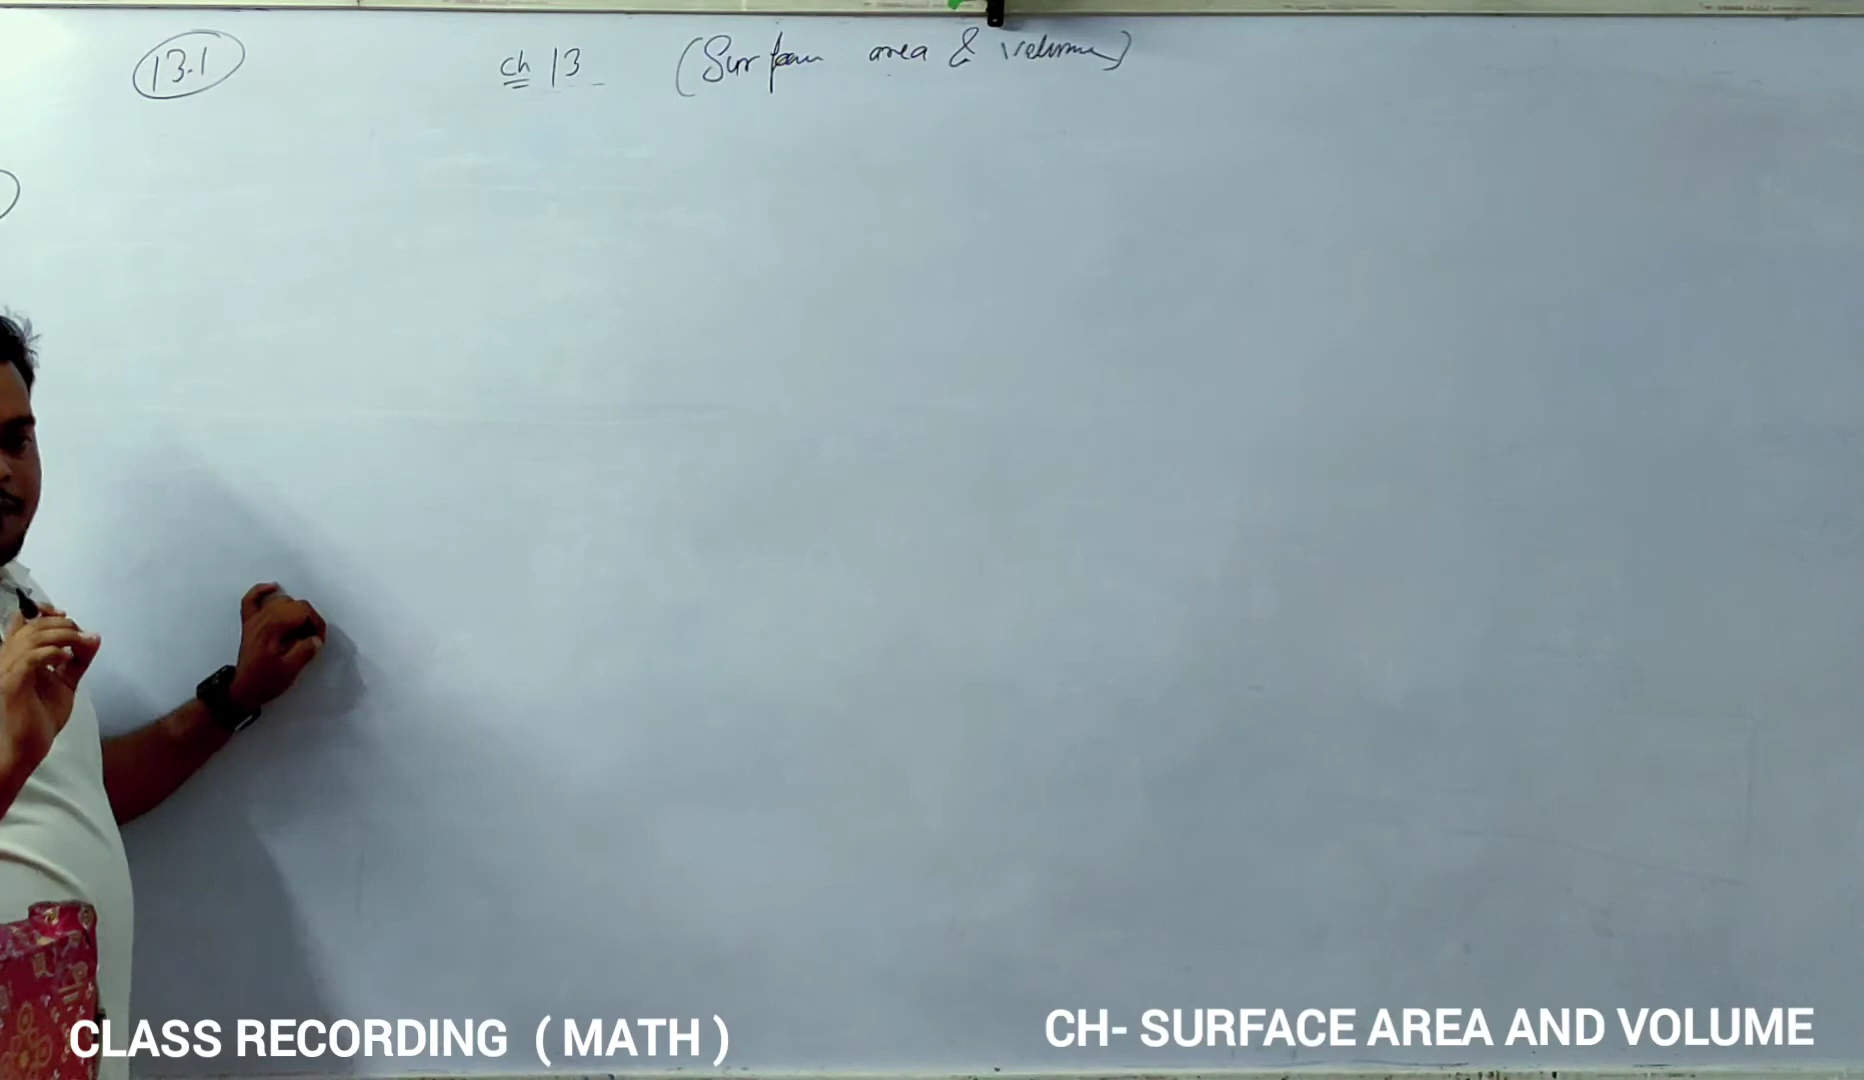 13.1 ch 13 (Surface area & Volume)
CLASS RECORDING ( MATH )
CH- SURFACE AREA AND VOLUME